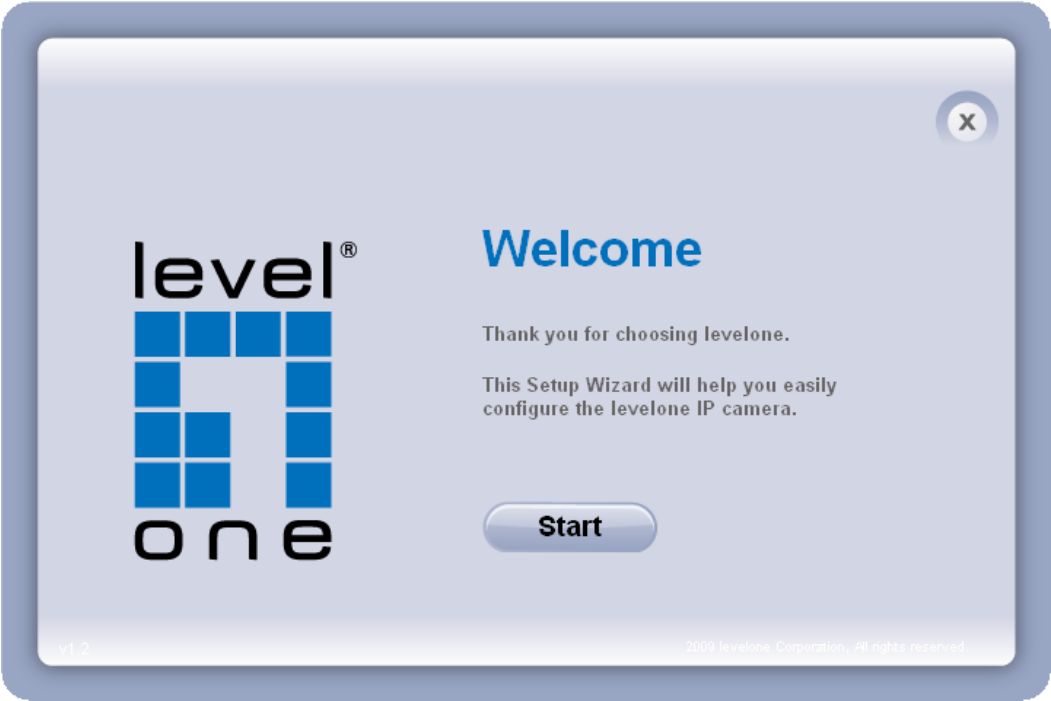 X
level®
one
Welcome
Thank you for choosing levelone.
This Setup Wizard will help you easily
configure the levelone IP camera.
Start
v1.2
2009 levelone Corporation, All rights reserved.